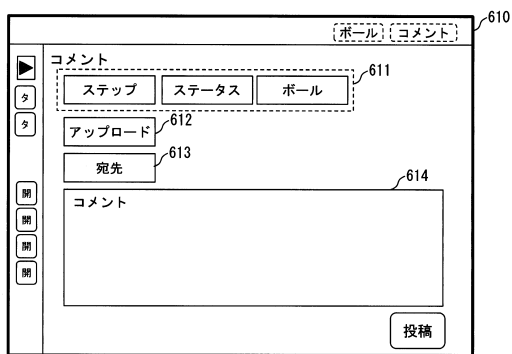 ボール コメント
610
コメント
611
ステップ ステータス ボール
タ
タ
アップロード
612
宛先
613
614
コメント
開
開
開
開
投稿